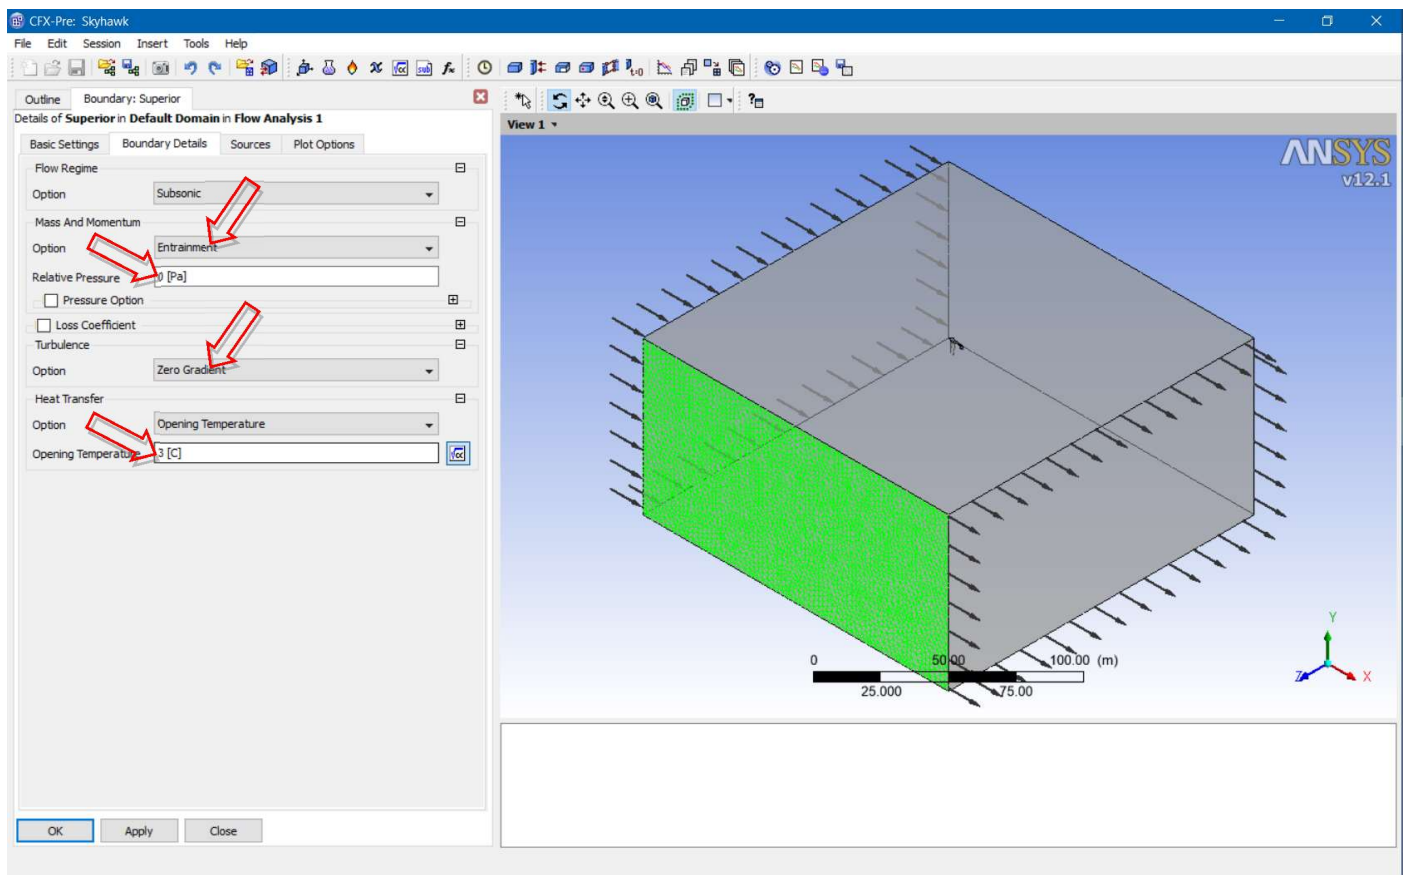 CFX-Pre: Skyhawk
File Edit Session Insert Tools Help
Outline Boundary: Superior
Details of Superior in Default Domain in Flow Analysis 1
Basic Settings Boundary Details Sources Plot Options
Flow Regime
Option Subsonic
Mass And Momentum
Option Entrainment
Relative Pressure 0 [Pa]
Pressure Option
Loss Coefficient
Turbulence
Option Zero Gradient
Heat Transfer
Option Opening Temperature
Opening Temperature 3 [C]
OK Apply Close
View 1
ANSYS
v12.1
0 50.00 100.00 (m)
25.000 75.00
Y
Z X